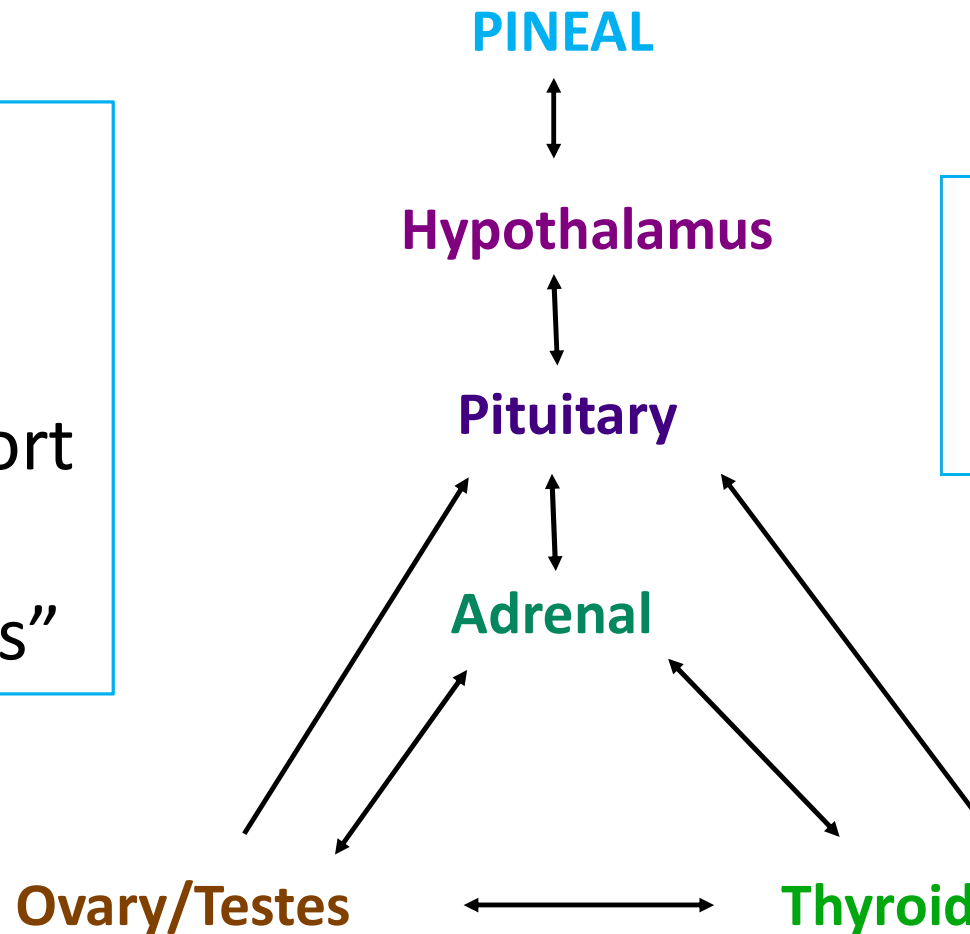 PINEAL
Hypothalamus
Pituitary
ort
Adrenal
s”
Ovary/Testes
Thyroid